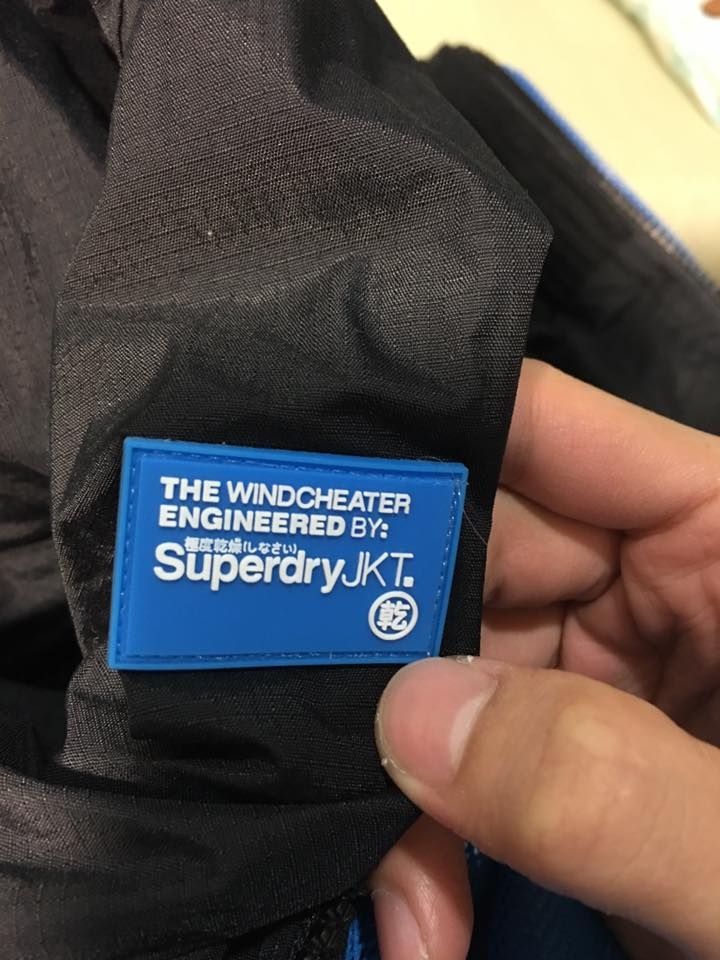 THE WINDCHEATER
ENGINEERED BY:
極度乾燥(しなさい)
SuperdryJKT.
乾